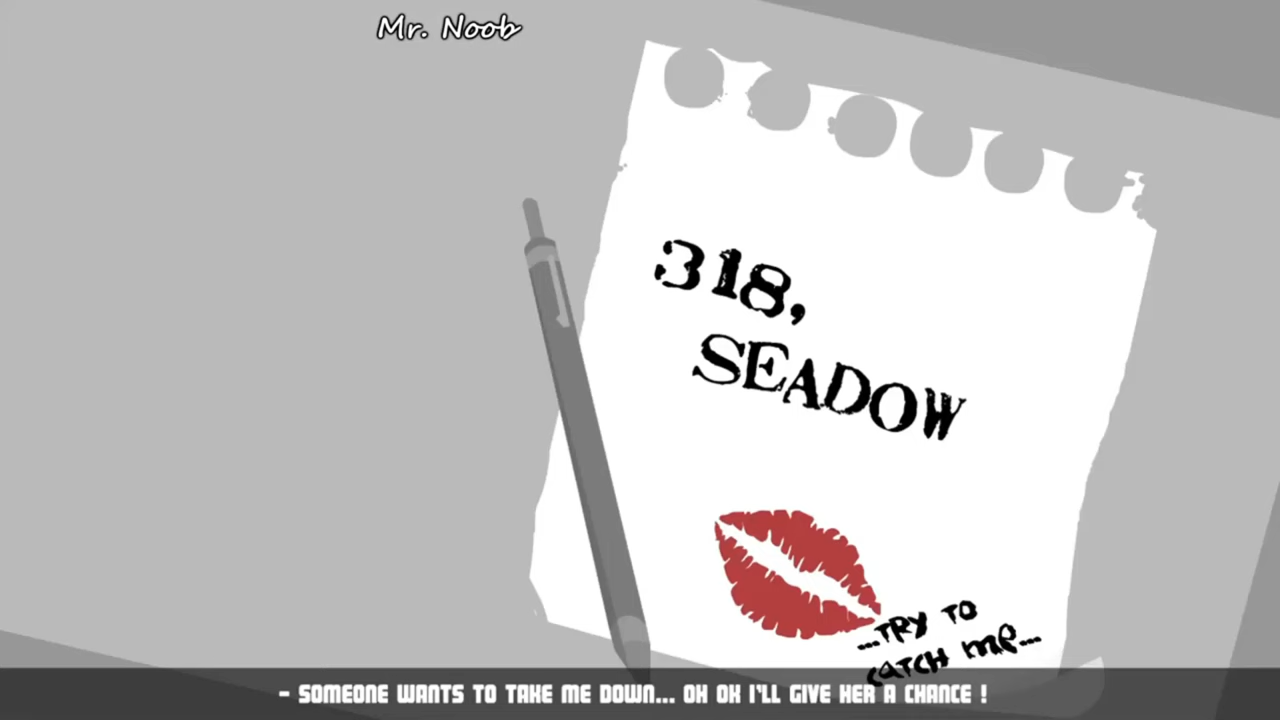 Mr. Noob
318,
SEADOW
...TRY TO
CATCH ME...
- SOMEONE WANTS TO TAKE ME DOWN... OK OK I'LL GIVE HER A CHANCE !